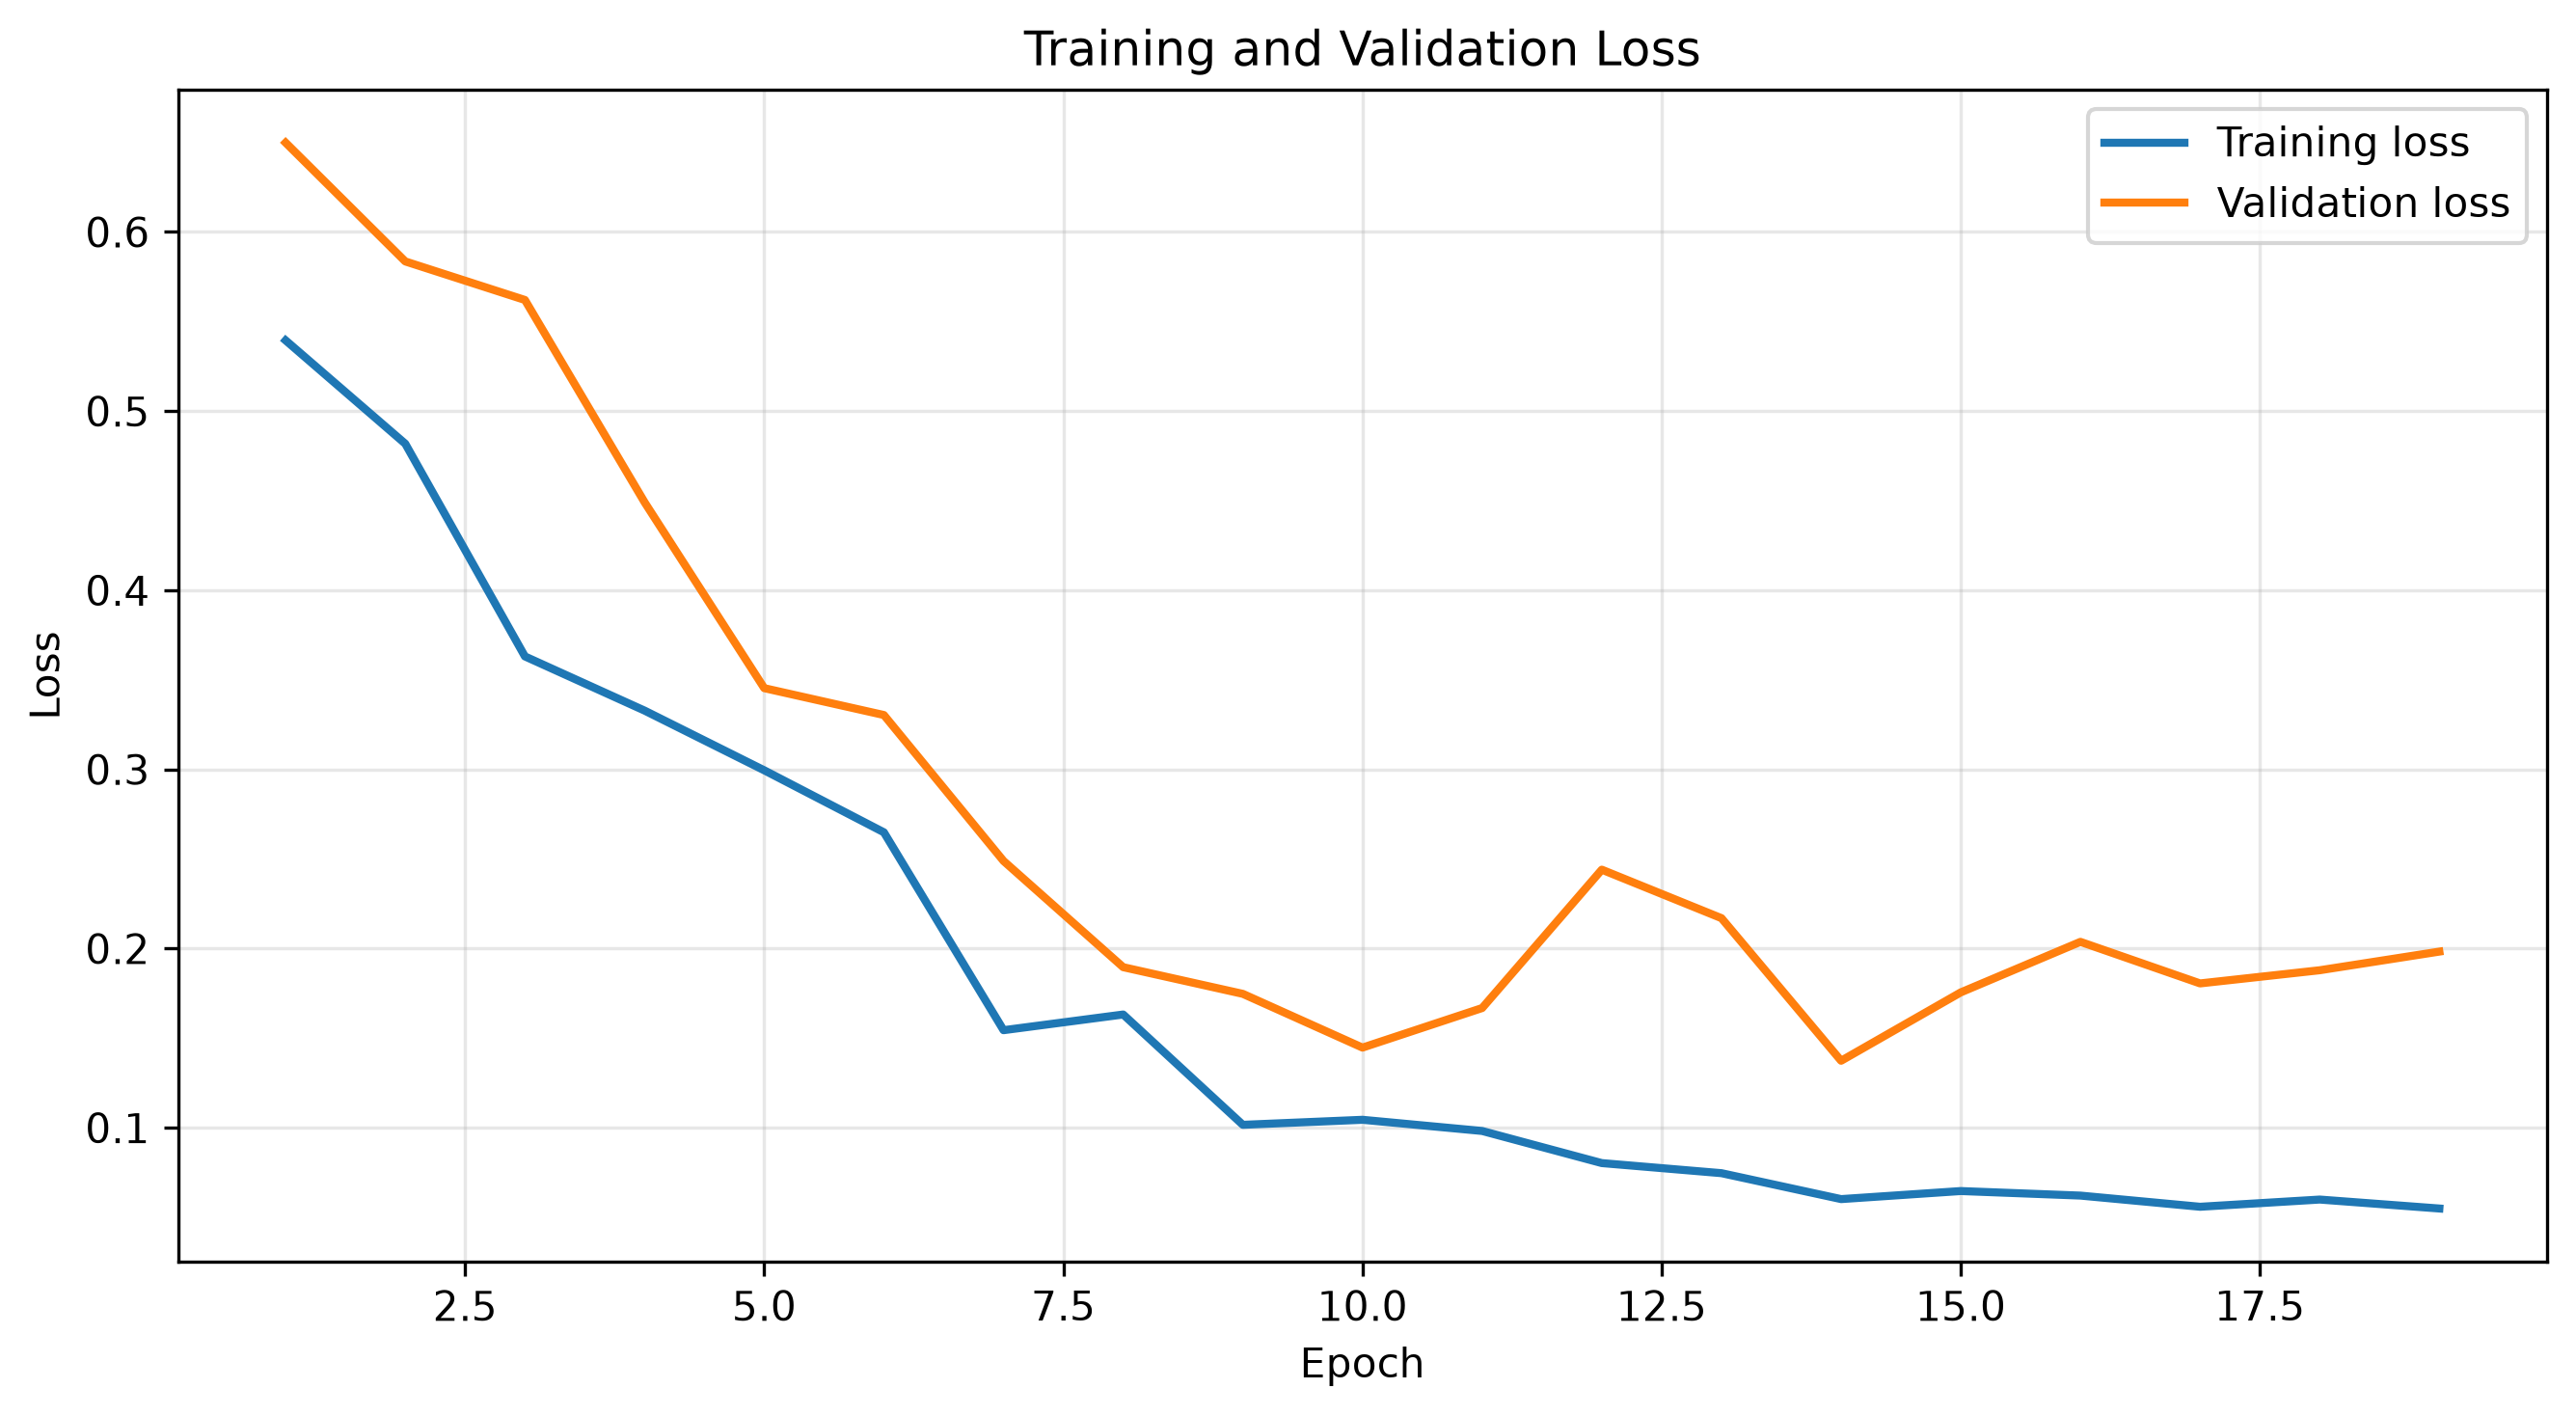 Training and Validation Loss
Training loss
Validation loss
0.6
0.5
0.4
0.3
0.2
0.1
Loss
2.5 5.0 7.5 10.0 12.5 15.0 17.5
Epoch